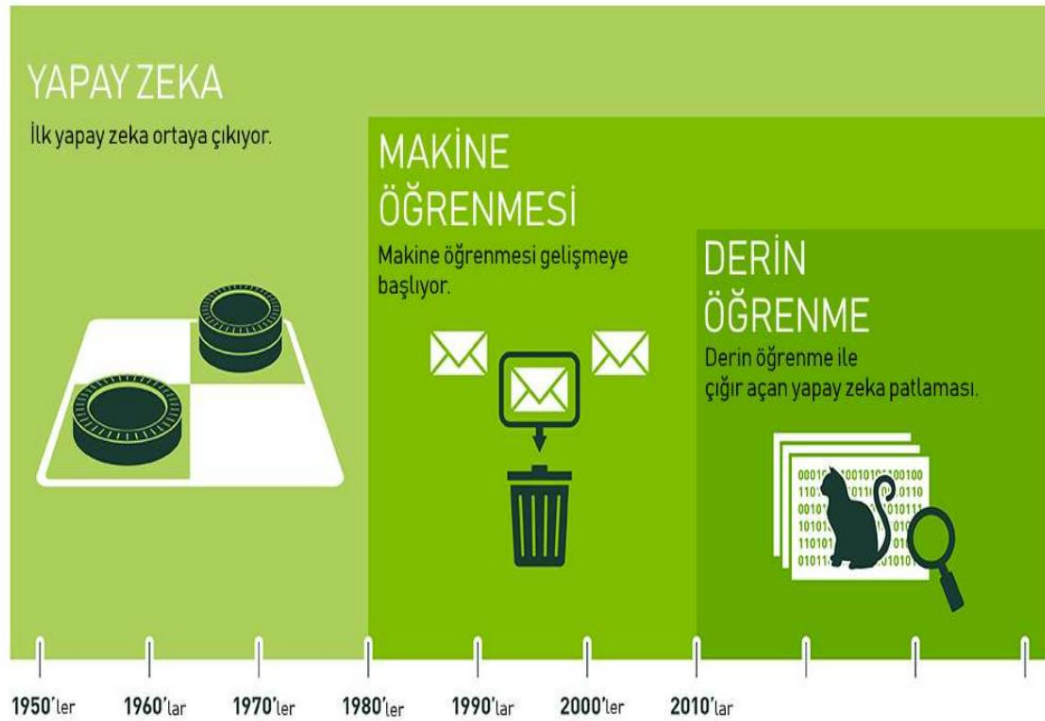 YAPAY ZEKA
İlk yapay zeka ortaya çıkıyor.
MAKİNE
ÖĞRENMESİ
Makine öğrenmesi gelişmeye
başlıyor.
DERİN
ÖĞRENME
Derin öğrenme ile
çığır açan yapay zeka patlaması.
1950'ler 1960'lar 1970'ler 1980'ler 1990'lar 2000'ler 2010'lar